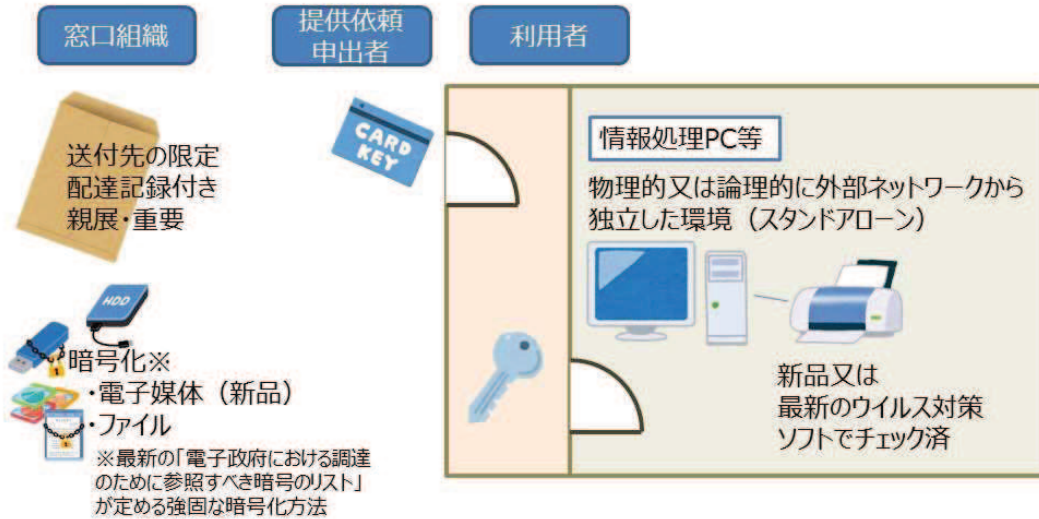 窓口組織
提供依頼
申出者
利用者
送付先の限定
配達記録付き
親展・重要
CARD
KEY
情報処理PC等
物理的又は論理的に外部ネットワークから
独立した環境（スタンドアローン）
HDD
暗号化※
・電子媒体（新品）
・ファイル
※最新の「電子政府における調達
のために参照すべき暗号のリスト」
が定める強固な暗号化方法
新品又は
最新のウイルス対策
ソフトでチェック済